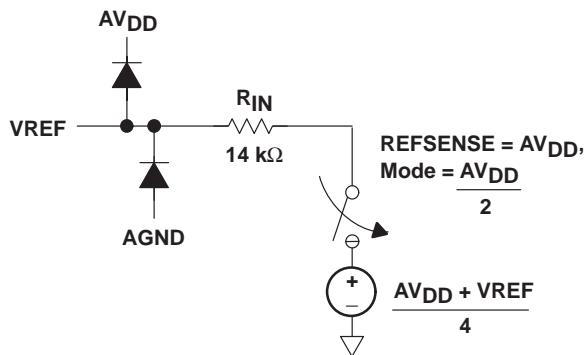 AVDD
RIN
VREF
14 kΩ
REFSENSE = AVDD,
Mode = AVDD
2
AGND
+
−
AVDD + VREF
4